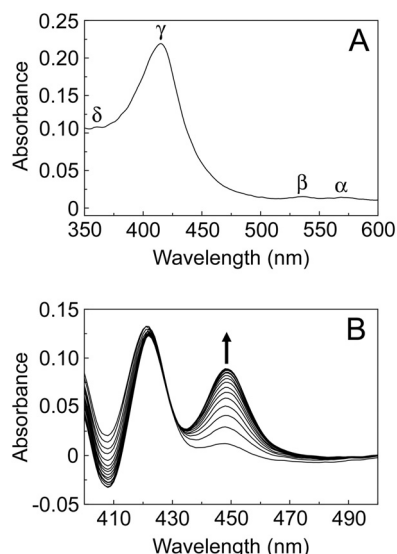 A
0.25
0.20
0.15
0.10
0.05
0
Absorbance
δ
γ
β
α
350
400
450
500
550
600
Wavelength (nm)
B
0.15
0.10
0.05
0
-0.05
Absorbance
410
430
450
470
490
Wavelength (nm)